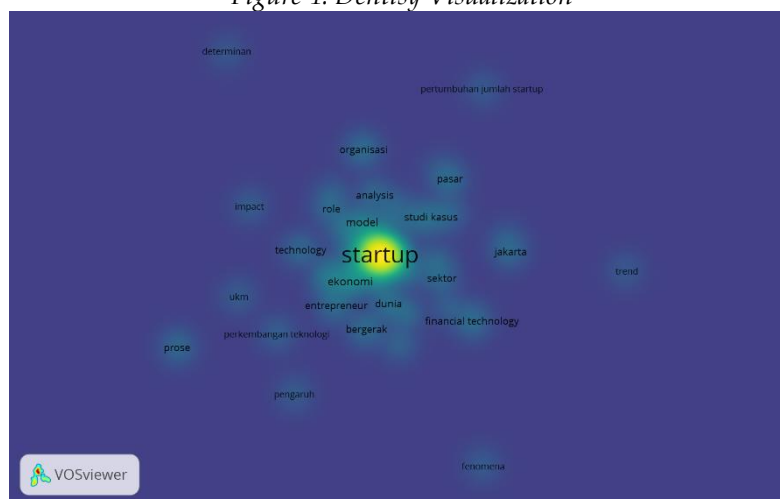 Figure 1. Denitsy Visualization
determinan
pertumbuhan jumlah startup
organisasi
pasar
analysis
impact
role
studi kasus
model
technology
startup
jakarta
trend
ekonomi
sektor
ukm
entrepreneur
dunia
financial technology
bergerak
perkembangan teknologi
prose
pengaruh
fenomena
VOSviewer